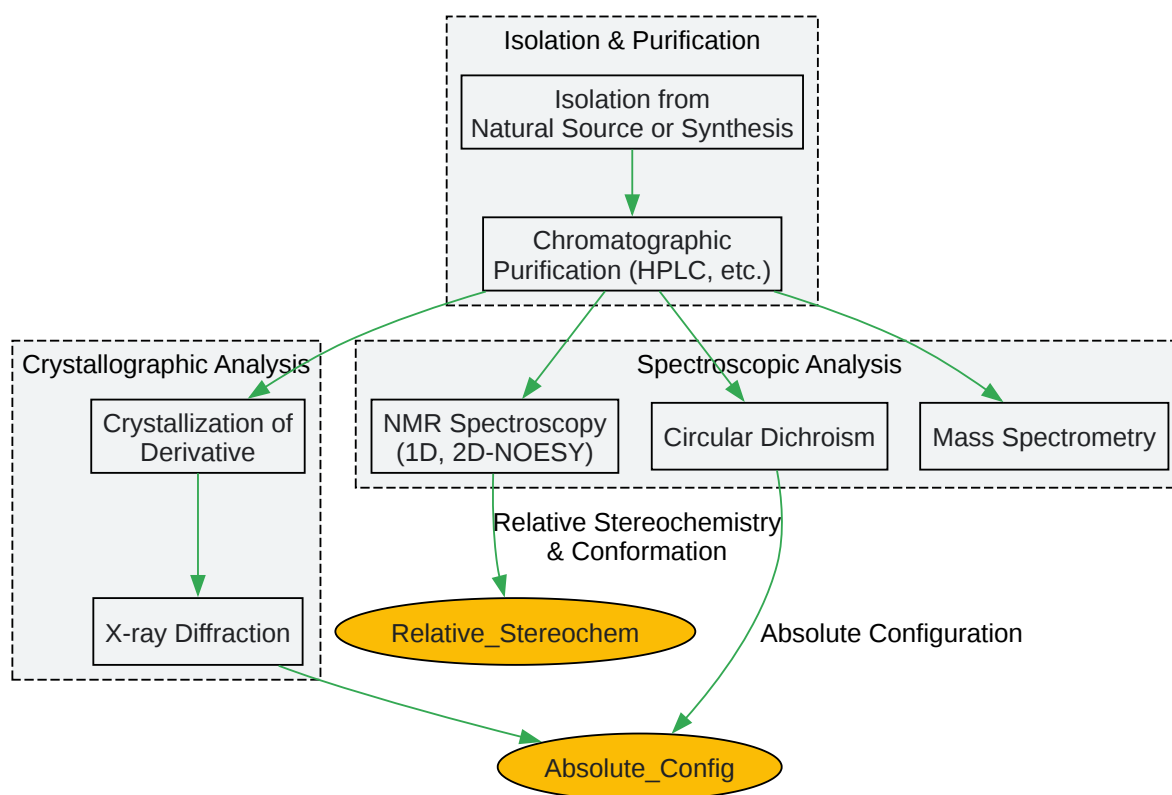 Isolation & Purification
Isolation from
Natural Source or Synthesis
Chromatographic
Purification (HPLC, etc.)
Crystallographic Analysis
Spectroscopic Analysis
Crystallization of
Derivative
NMR Spectroscopy
(1D, 2D-NOESY)
Circular Dichroism
Mass Spectrometry
Relative Stereochemistry
& Conformation
X-ray Diffraction
Relative_Stereochem
Absolute Configuration
Absolute_Config